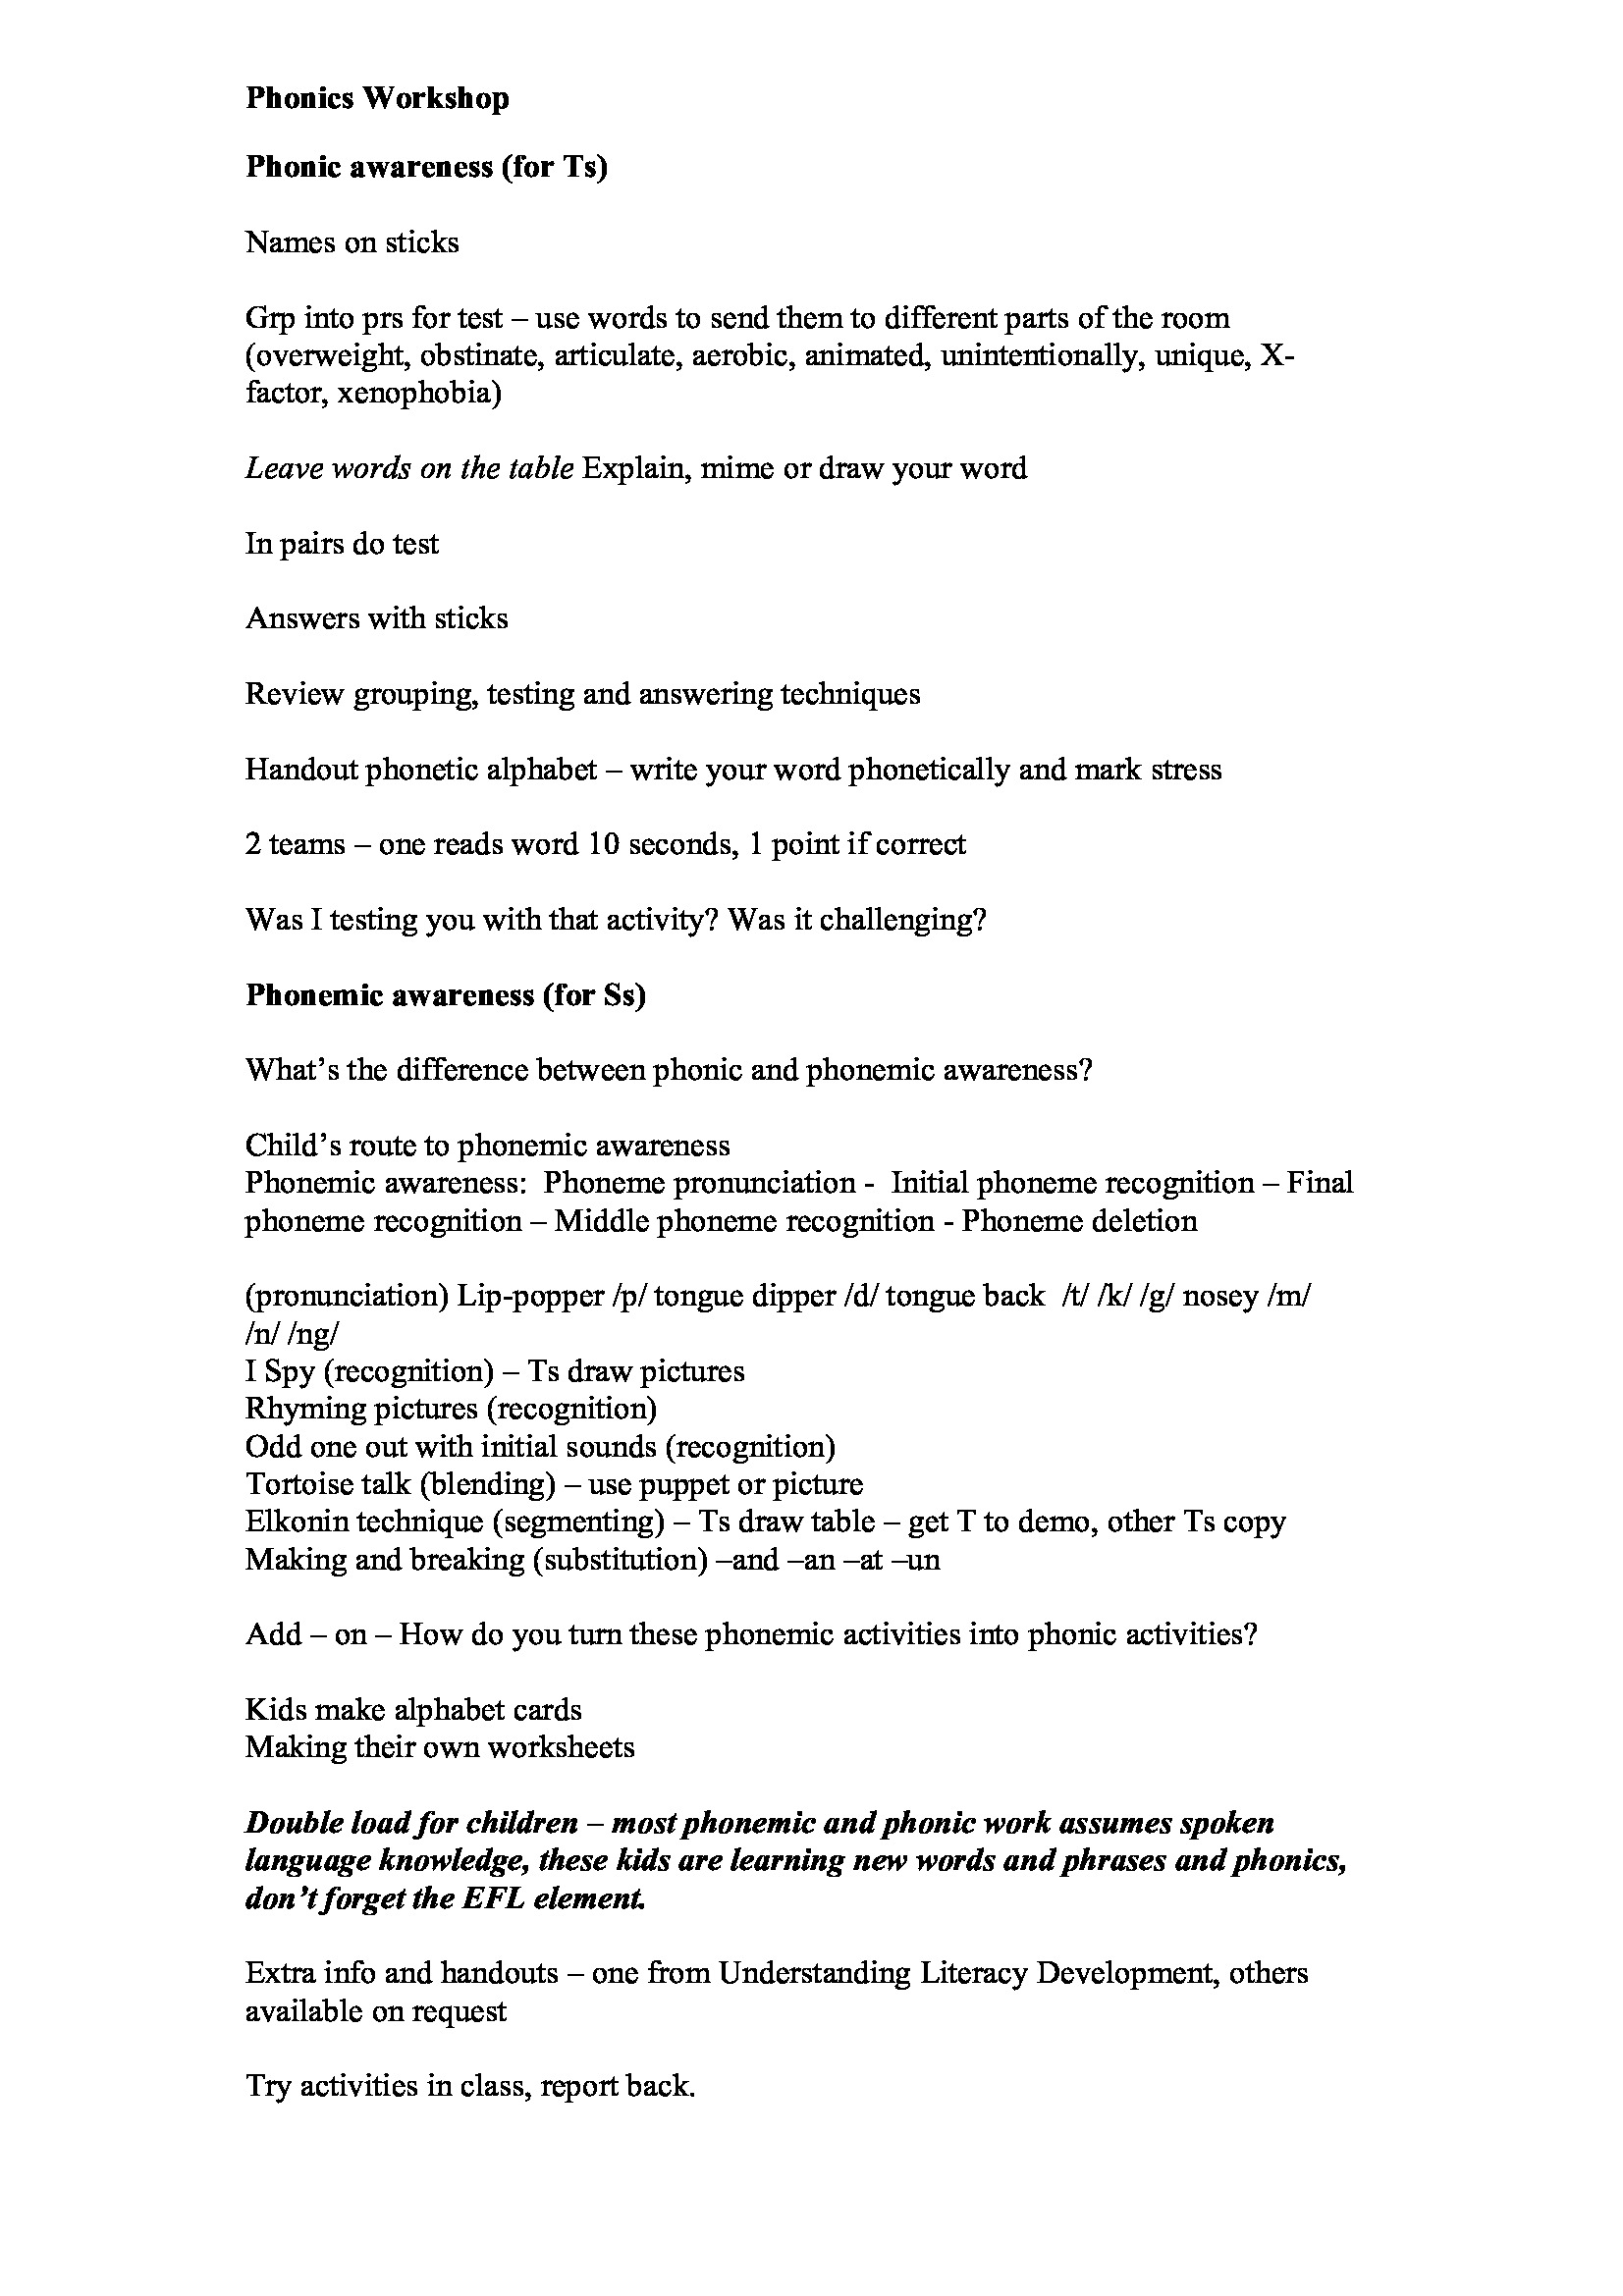 Phonics Workshop
Phonic awareness (for Ts)
Names on sticks
Grp into prs for test – use words to send them to different parts of the room
(overweight, obstinate, articulate, aerobic, animated, unintentionally, unique, X-
factor, xenophobia)
Leave words on the table Explain, mime or draw your word
In pairs do test
Answers with sticks
Review grouping, testing and answering techniques
Handout phonetic alphabet – write your word phonetically and mark stress
2 teams – one reads word 10 seconds, 1 point if correct
Was I testing you with that activity? Was it challenging?
Phonemic awareness (for Ss)
What's the difference between phonic and phonemic awareness?
Child's route to phonemic awareness
Phonemic awareness:  Phoneme pronunciation -  Initial phoneme recognition – Final
phoneme recognition – Middle phoneme recognition - Phoneme deletion
(pronunciation) Lip-popper /p/ tongue dipper /d/ tongue back  /t/ /k/ /g/ nosey /m/
/n/ /ng/
I Spy (recognition) – Ts draw pictures
Rhyming pictures (recognition)
Odd one out with initial sounds (recognition)
Tortoise talk (blending) – use puppet or picture
Elkonin technique (segmenting) – Ts draw table – get T to demo, other Ts copy
Making and breaking (substitution) –and –an –at –un
Add – on – How do you turn these phonemic activities into phonic activities?
Kids make alphabet cards
Making their own worksheets
Double load for children – most phonemic and phonic work assumes spoken
language knowledge, these kids are learning new words and phrases and phonics,
don't forget the EFL element.
Extra info and handouts – one from Understanding Literacy Development, others
available on request
Try activities in class, report back.